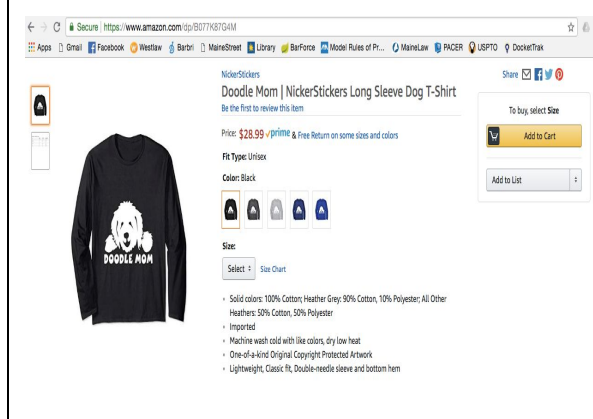 Secure https://www.amazon.com/dp/B077K87G4M
Apps Gmail Facebook Westlaw Barbri MaineStreet Library BarForce Model Rules of Pr... MaineLaw PACER USPTO DocketTrak
NickerStickers
Doodle Mom | NickerStickers Long Sleeve Dog T-Shirt
Be the first to review this item
Price: $28.99 prime & Free Return on some sizes and colors
Fit Type: Unisex
Color: Black
Size:
Select Size Chart
• Solid colors: 100% Cotton; Heather Grey: 90% Cotton, 10% Polyester; All Other
Heathers: 50% Cotton, 50% Polyester
• Imported
• Machine wash cold with like colors, dry low heat
• One-of-a-kind Original Copyright Protected Artwork
• Lightweight, Classic fit, Double-needle sleeve and bottom hem
DOODLE MOM
Share
To buy, select Size
Add to Cart
Add to List